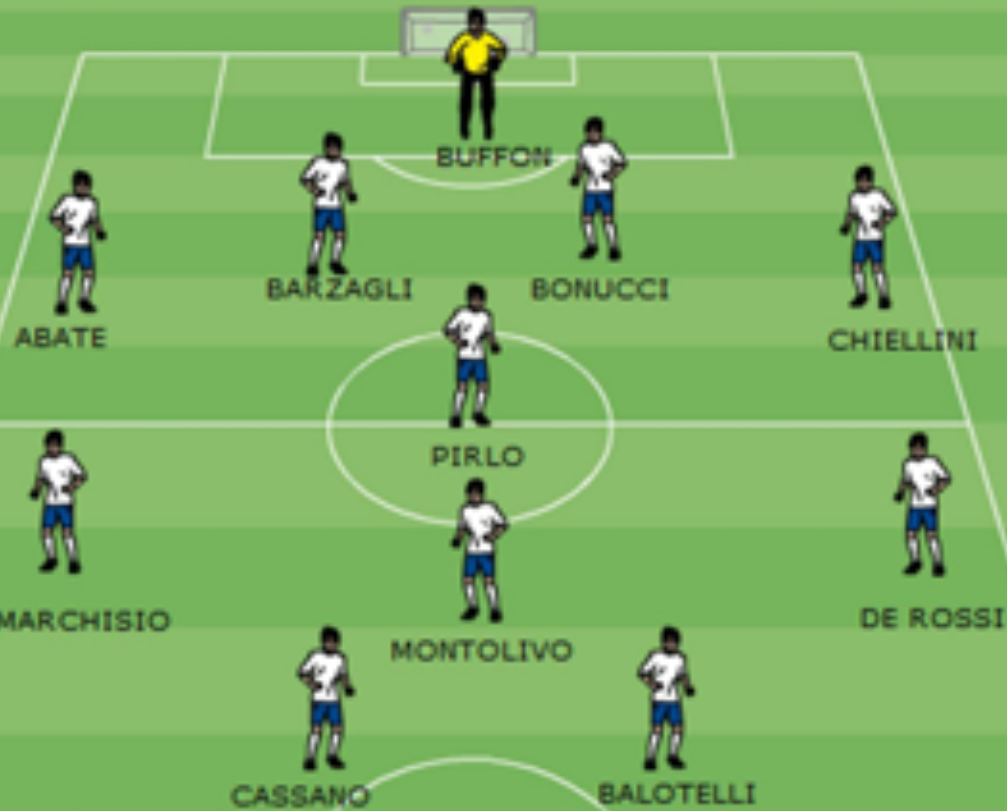 BUFFON
BARZAGLI
BONUCCI
ABATE
CHIELLINI
PIRLO
MARCHISIO
DE ROSSI
MONTOLIVO
CASSANO
BALOTELLI